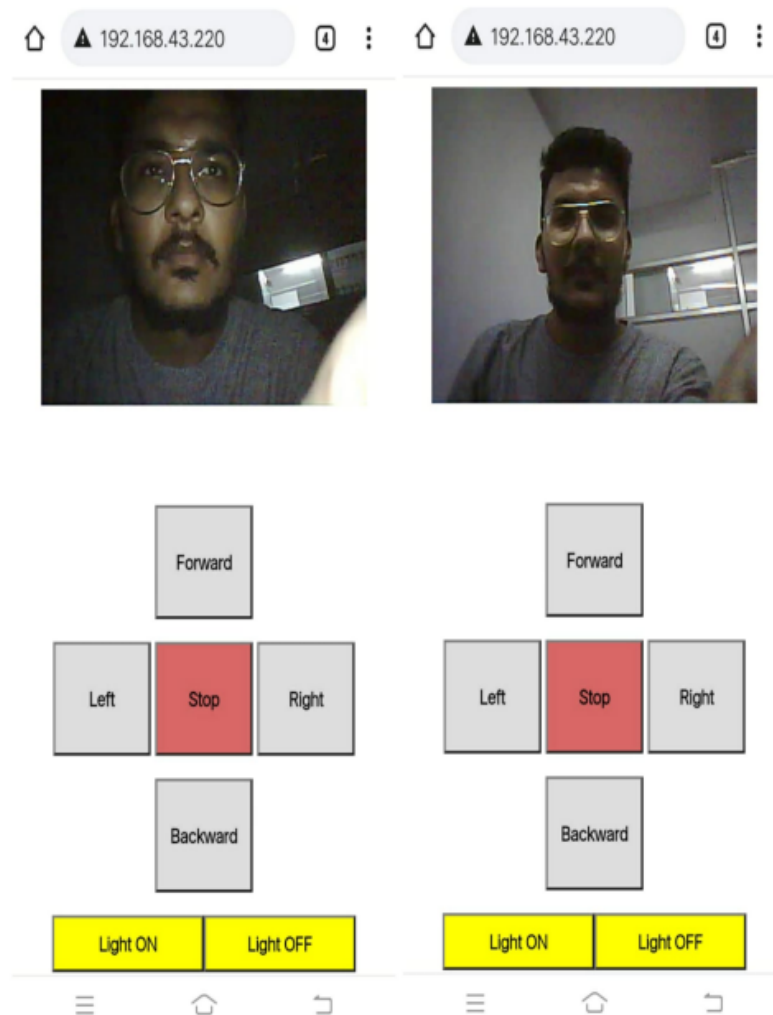 192.168.43.220
4
Forward
Left
Stop
Right
Backward
Light ON
Light OFF
192.168.43.220
4
Forward
Left
Stop
Right
Backward
Light ON
Light OFF